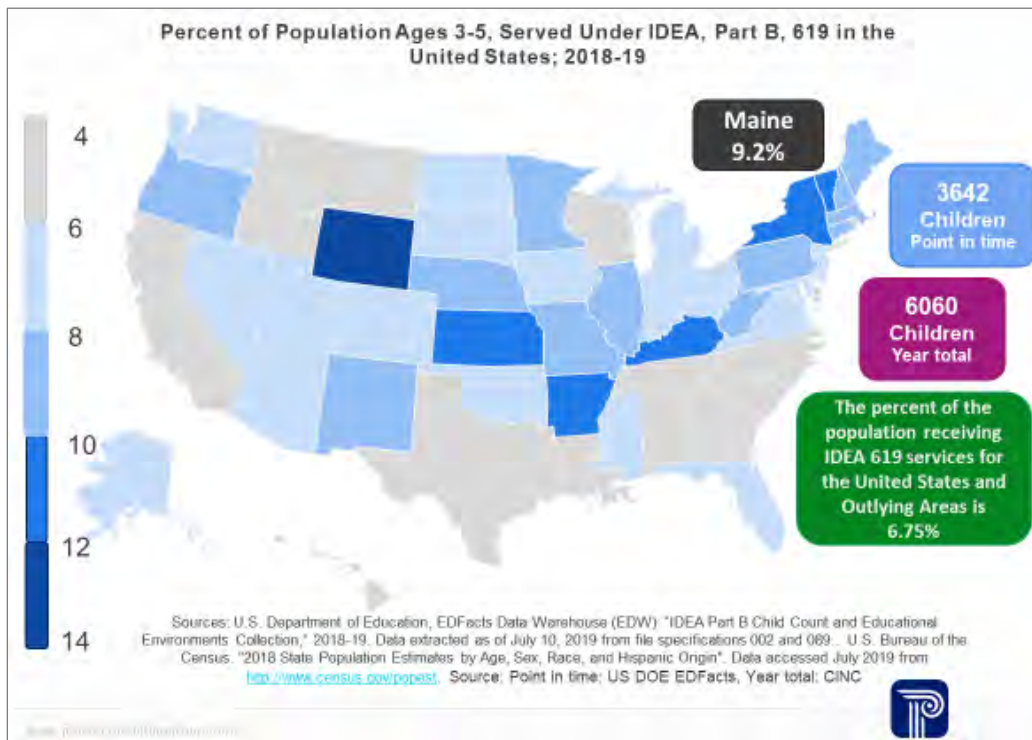 Percent of Population Ages 3-5, Served Under IDEA, Part B, 619 in the
United States; 2018-19
4
6
8
10
12
14
Maine
9.2%
3642
Children
Point in time
6060
Children
Year total
The percent of the
population receiving
IDEA 619 services for
the United States and
Outlying Areas is
6.75%
Sources: U.S. Department of Education, EDFacts Data Warehouse (EDW): "IDEA Part B Child Count and Educational
Environments Collection," 2018-19. Data extracted as of July 10, 2019 from file specifications 002 and 089.. U.S. Bureau of the
Census. "2018 State Population Estimates by Age, Sex, Race, and Hispanic Origin". Data accessed July 2019 from
http://www.census.gov/popest. Source: Point in time: US DOE EDFacts, Year total: CINC